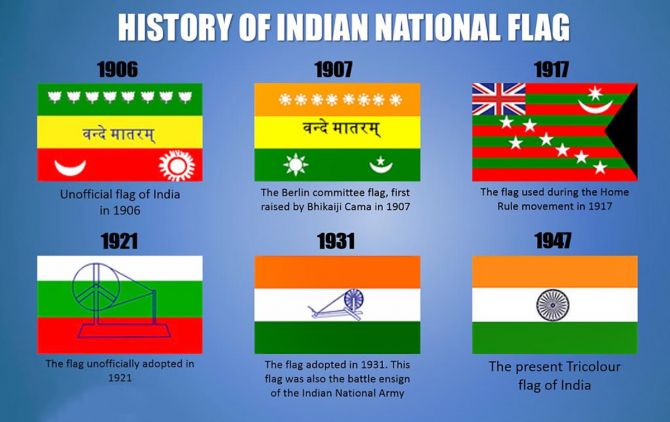 HISTORY OF INDIAN NATIONAL FLAG
1906
वन्दे मातरम्
Unofficial flag of India
in 1906
1907
वन्दे मातरम्
The Berlin committee flag, first
raised by Bhikaiji Cama in 1907
1917
The flag used during the Home
Rule movement in 1917
1921
The flag unofficially adopted in
1921
1931
The flag adopted in 1931. This
flag was also the battle ensign
of the Indian National Army
1947
The present Tricolour
flag of India